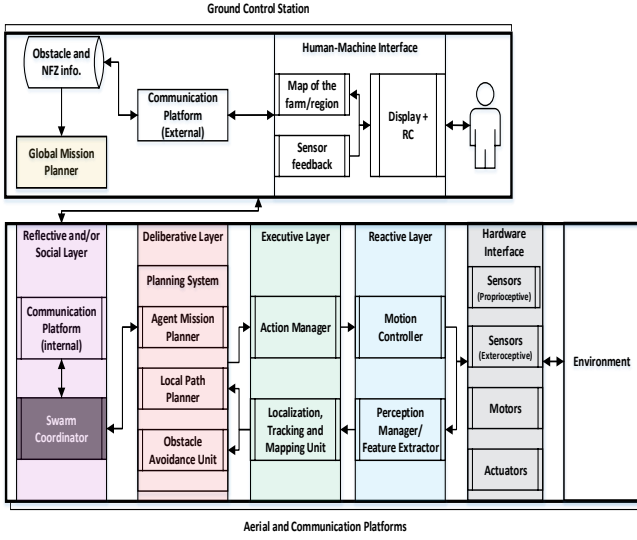 Ground Control Station
Obstacle and
NFZ info.
Global Mission
Planner
Communication
Platform
(External)
Human-Machine Interface
Map of the
farm/region
Sensor
feedback
Display +
RC
Reflective and/or
Social Layer
Communication
Platform
(internal)
Swarm
Coordinator
Deliberative Layer
Planning System
Agent Mission
Planner
Local Path
Planner
Obstacle
Avoidance Unit
Executive Layer
Action Manager
Localization,
Tracking and
Mapping Unit
Reactive Layer
Motion
Controller
Perception
Manager/
Feature Extractor
Hardware
Interface
Sensors
(Proprioceptive)
Sensors
(Exteroceptive)
Motors
Actuators
Environment
Aerial and Communication Platforms